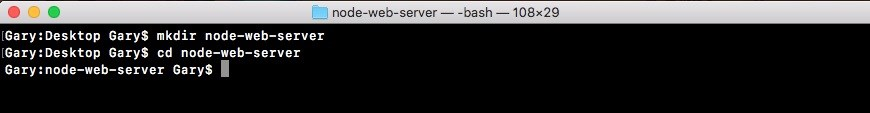 node-web-server — -bash — 108×29
[Gary:Desktop Gary$ mkdir node-web-server
[Gary:Desktop Gary$ cd node-web-server
Gary:node-web-server Gary$